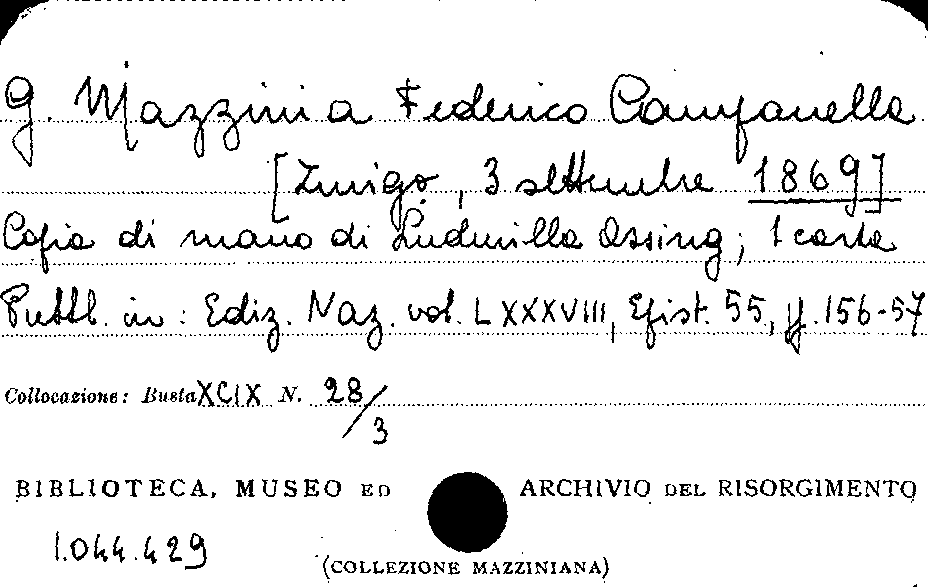 G. Mazzini a Federico Campanella
[Zurigo, 3 settembre 1869]
Copia di mano di Ludmilla Assing; 1 carta
Pubbl. in: Ediz. Naz. vol. LXXXVIII, Epist. 55, pp. 156-57
Collocazione: Busta XCIX N. 28/3
BIBLIOTECA, MUSEO ED ARCHIVIO DEL RISORGIMENTO
1.044.429
(COLLEZIONE MAZZINIANA)